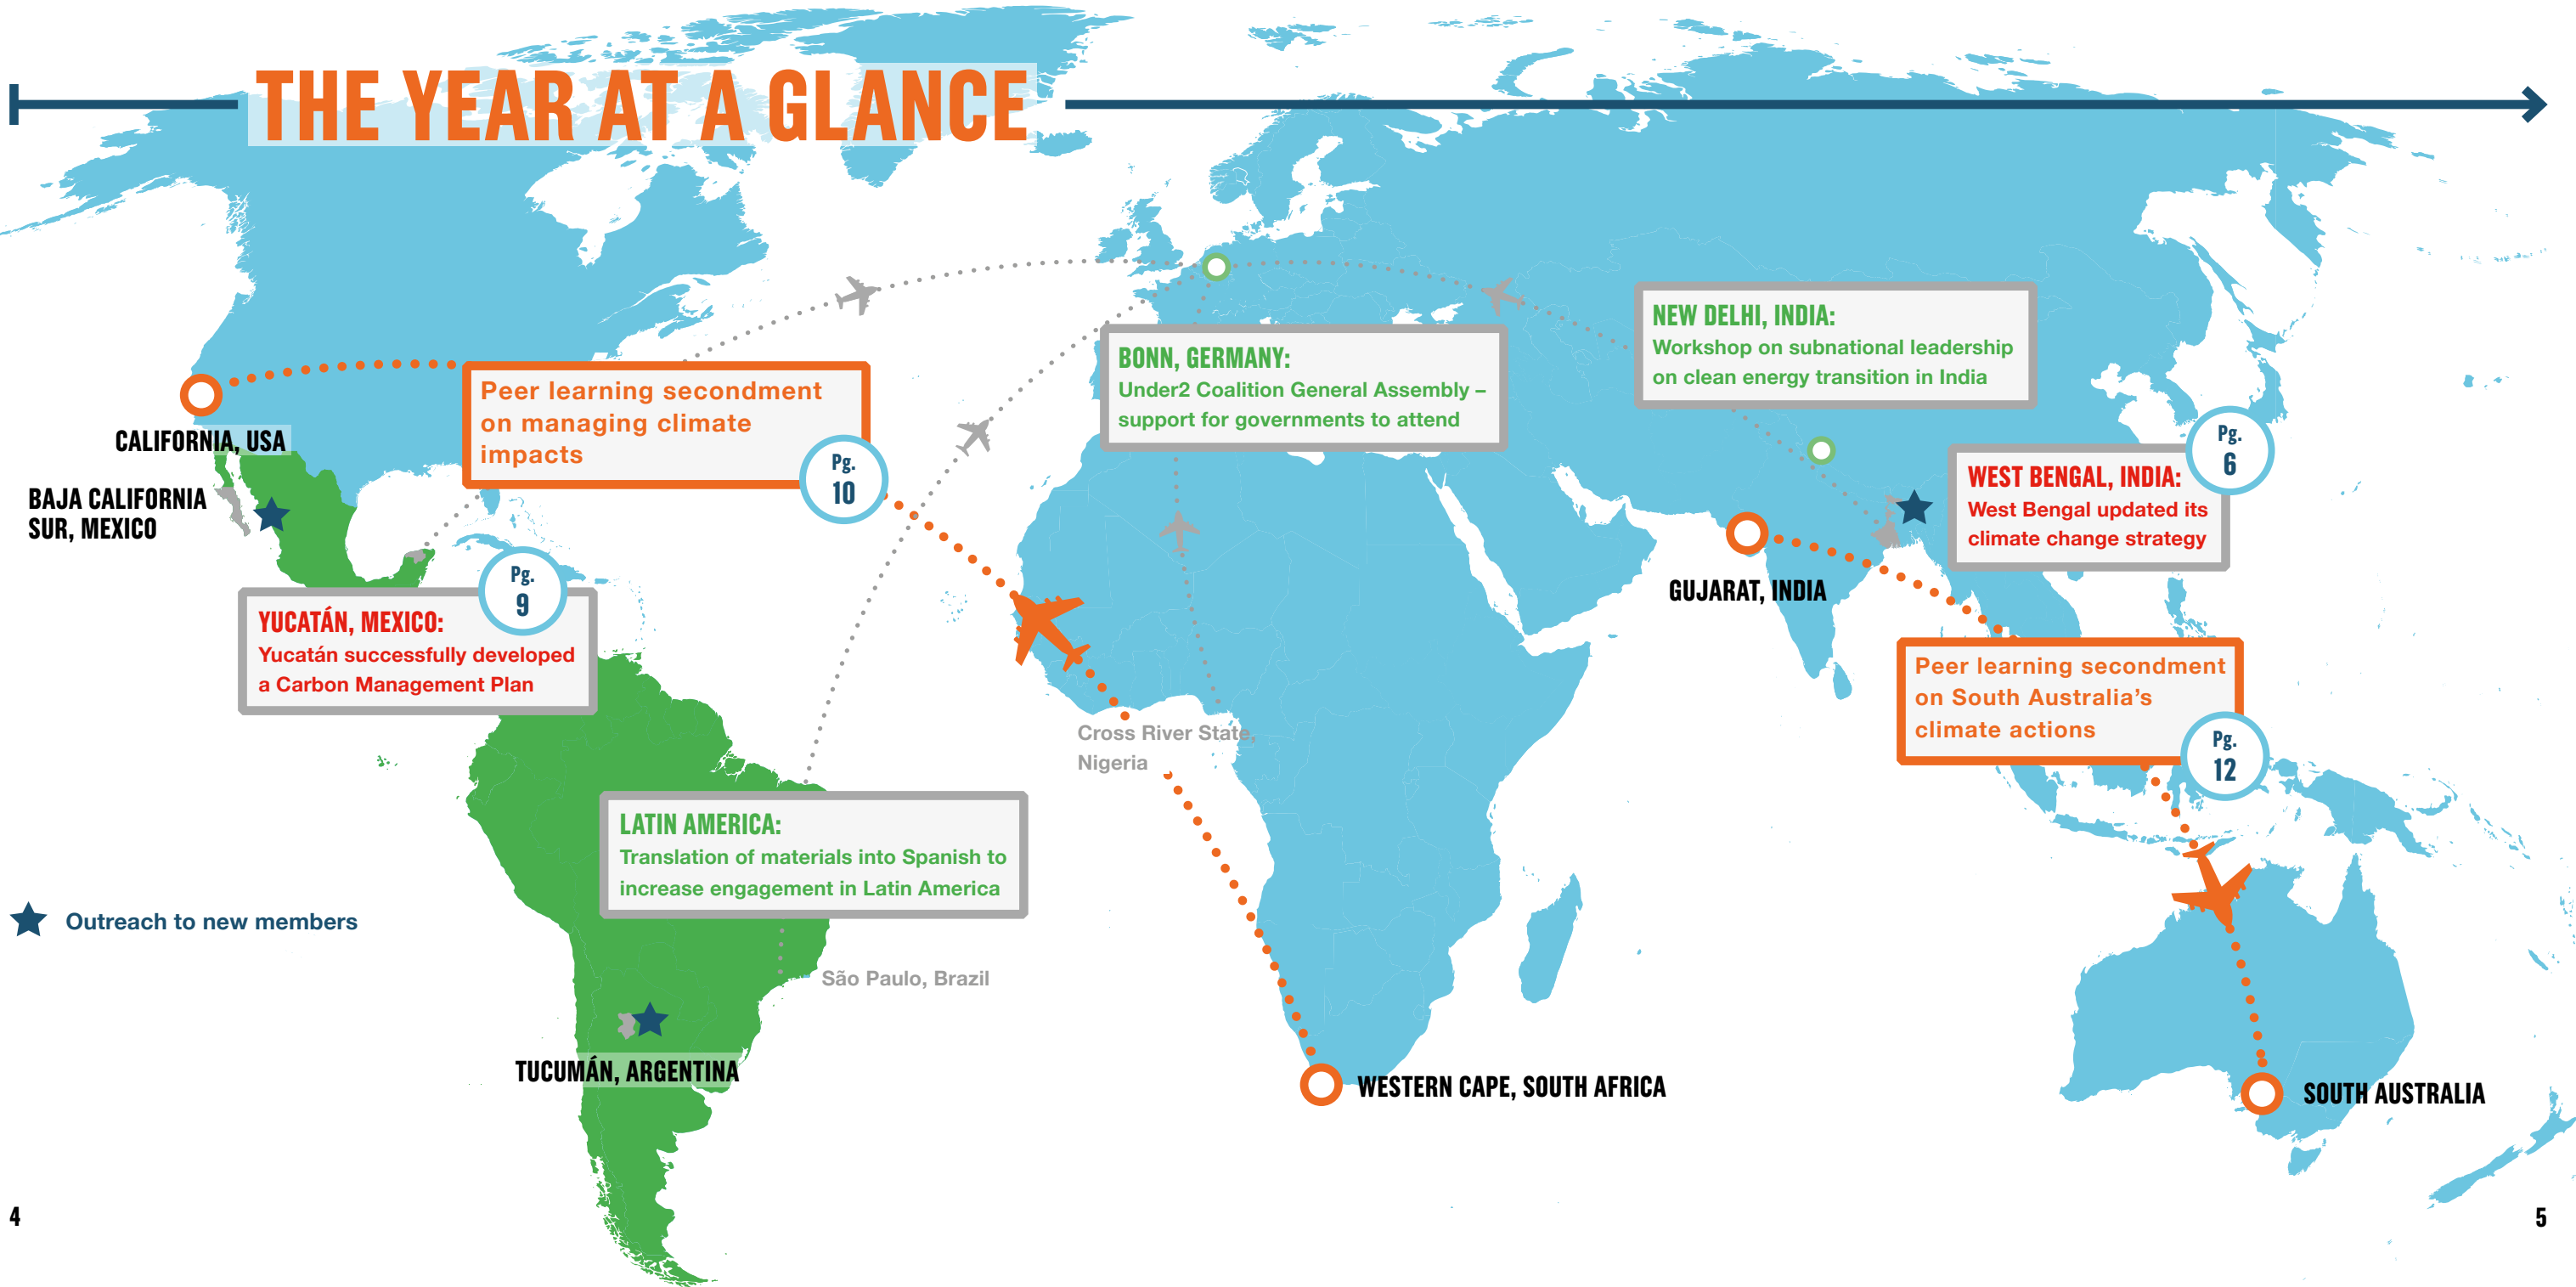 THE YEAR AT A GLANCE
CALIFORNIA, USA
BAJA CALIFORNIA
SUR, MEXICO
Peer learning secondment
on managing climate
impacts
Pg.
10
YUCATÁN, MEXICO:
Yucatán successfully developed
a Carbon Management Plan
Pg.
9
BONN, GERMANY:
Under2 Coalition General Assembly –
support for governments to attend
NEW DELHI, INDIA:
Workshop on subnational leadership
on clean energy transition in India
WEST BENGAL, INDIA:
West Bengal updated its
climate change strategy
Pg.
6
GUJARAT, INDIA
Peer learning secondment
on South Australia’s
climate actions
Pg.
12
Cross River State,
Nigeria
LATIN AMERICA:
Translation of materials into Spanish to
increase engagement in Latin America
Outreach to new members
São Paulo, Brazil
TUCUMÁN, ARGENTINA
WESTERN CAPE, SOUTH AFRICA
SOUTH AUSTRALIA
4
5